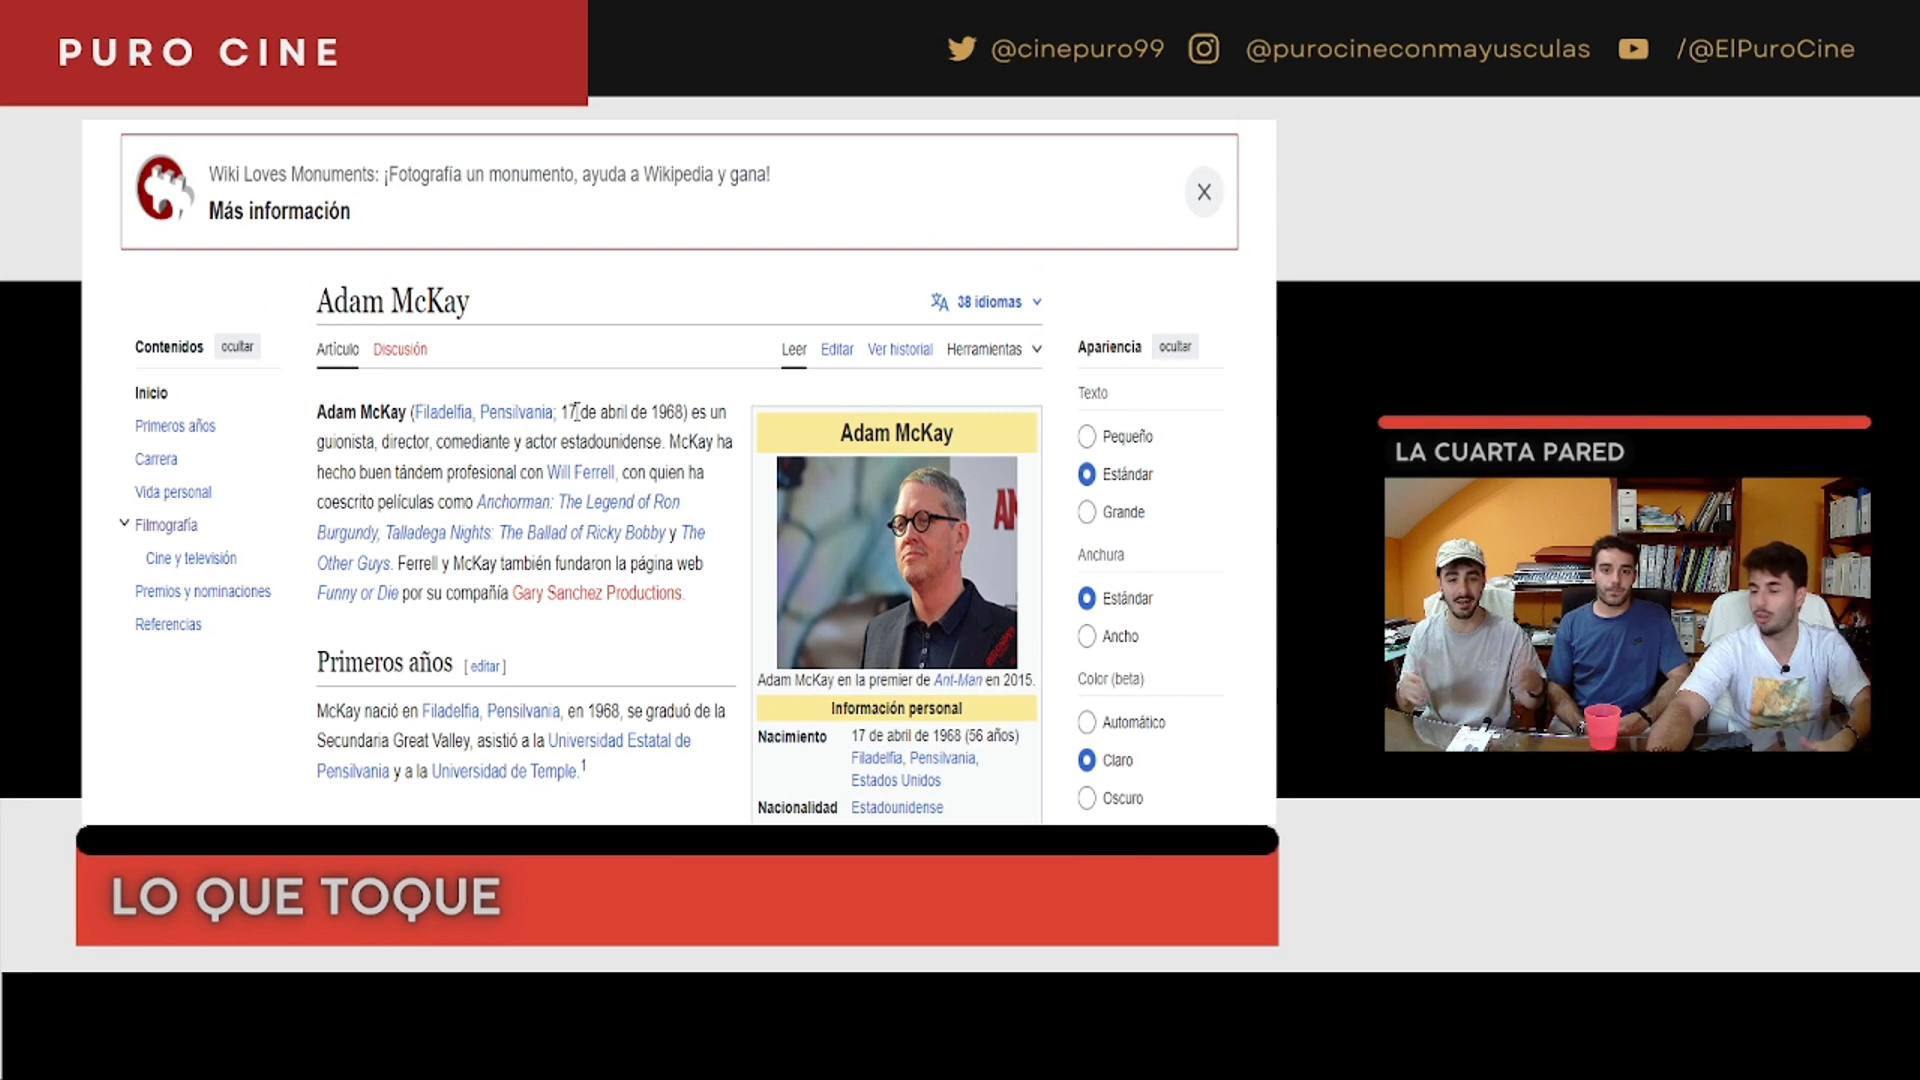 PURO CINE
@cinepuro99
@purocineconmayusculas
/@ElPuroCine
Wiki Loves Monuments: ¡Fotografía un monumento, ayuda a Wikipedia y gana!
Más información
X
Adam McKay
38 idiomas
Contenidos ocultar
Artículo Discusión
Leer Editar Ver historial Herramientas
Inicio
Primeros años
Carrera
Vida personal
Filmografía
Cine y televisión
Premios y nominaciones
Referencias
Adam McKay (Filadelfia, Pensilvania; 17 de abril de 1968) es un
guionista, director, comediante y actor estadounidense. McKay ha
hecho buen tándem profesional con Will Ferrell, con quien ha
coescrito películas como Anchorman: The Legend of Ron
Burgundy, Talladega Nights: The Ballad of Ricky Bobby y The
Other Guys. Ferrell y McKay también fundaron la página web
Funny or Die por su compañía Gary Sanchez Productions.
Primeros años [ editar ]
McKay nació en Filadelfia, Pensilvania, en 1968, se graduó de la
Secundaria Great Valley, asistió a la Universidad Estatal de
Pensilvania y a la Universidad de Temple.1
Adam McKay
AN
Adam McKay en la premier de Ant-Man en 2015.
Información personal
Nacimiento 17 de abril de 1968 (56 años)
Filadelfia, Pensilvania,
Estados Unidos
Nacionalidad Estadounidense
Apariencia ocultar
Texto
Pequeño
Estándar
Grande
Anchura
Estándar
Ancho
Color (beta)
Automático
Claro
Oscuro
LA CUARTA PARED
LO QUE TOQUE